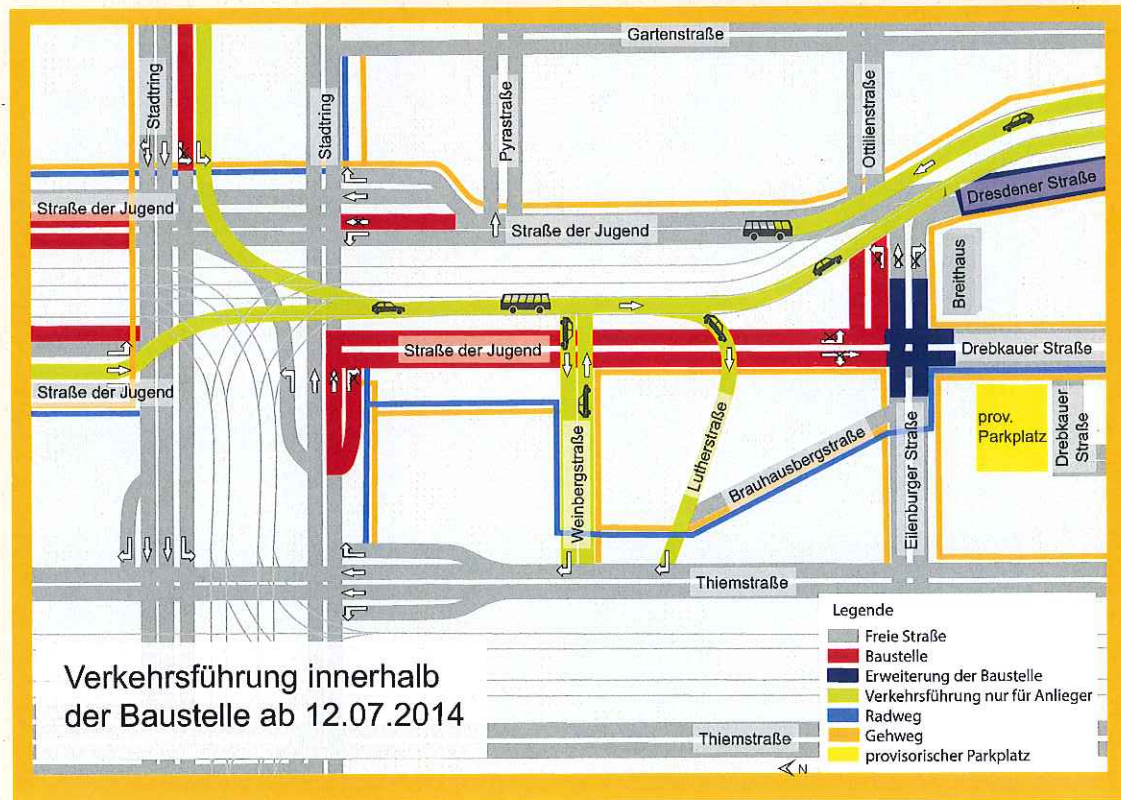 Gartenstraße
Stadtring
Stadtring
Pyrastraße
Ottilienstraße
Straße der Jugend
Straße der Jugend
Dresdener Straße
Breithaus
Straße der Jugend
Drebkauer Straße
Straße der Jugend
prov.
Parkplatz
Drebkauer
Straße
Weinbergstraße
Lutherstraße
Brauhausbergstraße
Eilenburger Straße
Thiemstraße
Verkehrsführung innerhalb
der Baustelle ab 12.07.2014
Thiemstraße
N
Legende
Freie Straße
Baustelle
Erweiterung der Baustelle
Verkehrsführung nur für Anlieger
Radweg
Gehweg
provisorischer Parkplatz